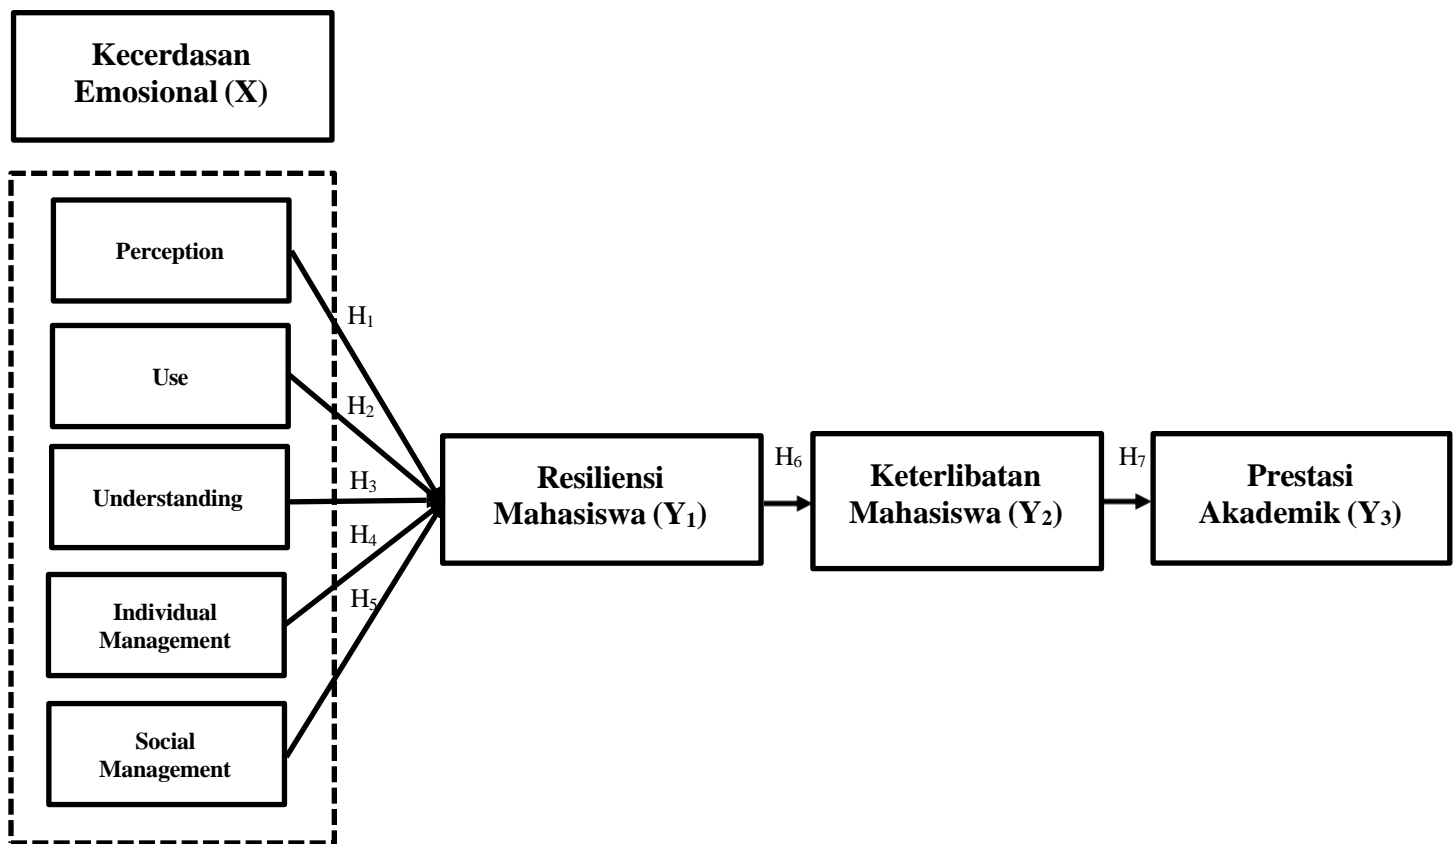 Kecerdasan
Emosional (X)
Perception
H₁
Use
H₂
Understanding
H₃
H₄
Individual
Management
H₅
Social
Management
Resiliensi
Mahasiswa (Y₁)
H₆
Keterlibatan
Mahasiswa (Y₂)
H₇
Prestasi
Akademik (Y₃)